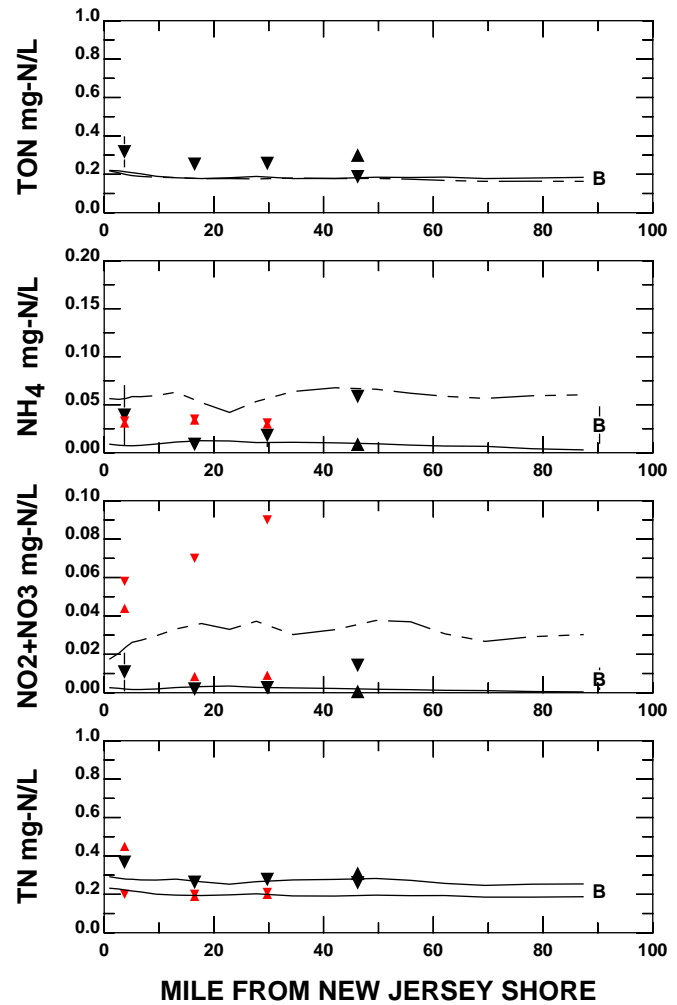 TON mg-N/L
1.0
0.8
0.6
0.4
0.2
0.0
B
0 20 40 60 80 100
NH4 mg-N/L
0.20
0.15
0.10
0.05
0.00
B
0 20 40 60 80 100
NO2+NO3 mg-N/L
0.10
0.08
0.06
0.04
0.02
0.00
B
0 20 40 60 80 100
TN mg-N/L
1.0
0.8
0.6
0.4
0.2
0.0
B
0 20 40 60 80 100
MILE FROM NEW JERSEY SHORE